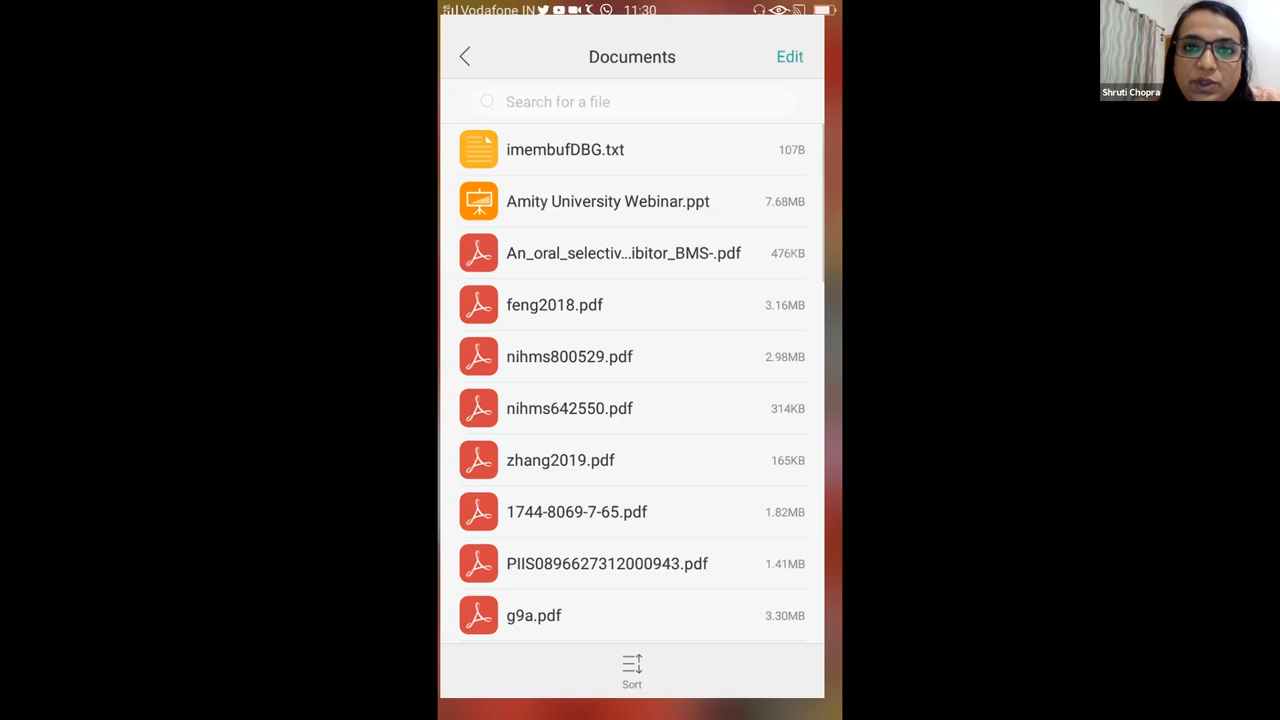 Vodafone IN
11:30
Documents
Edit
Search for a file
imembufDBG.txt 107B
Amity University Webinar.ppt 7.68MB
An_oral_selectiv...ibitor_BMS-.pdf 476KB
feng2018.pdf 3.16MB
nihms800529.pdf 2.98MB
nihms642550.pdf 314KB
zhang2019.pdf 165KB
1744-8069-7-65.pdf 1.82MB
PIIS0896627312000943.pdf 1.41MB
g9a.pdf 3.30MB
Sort
Shruti Chopra